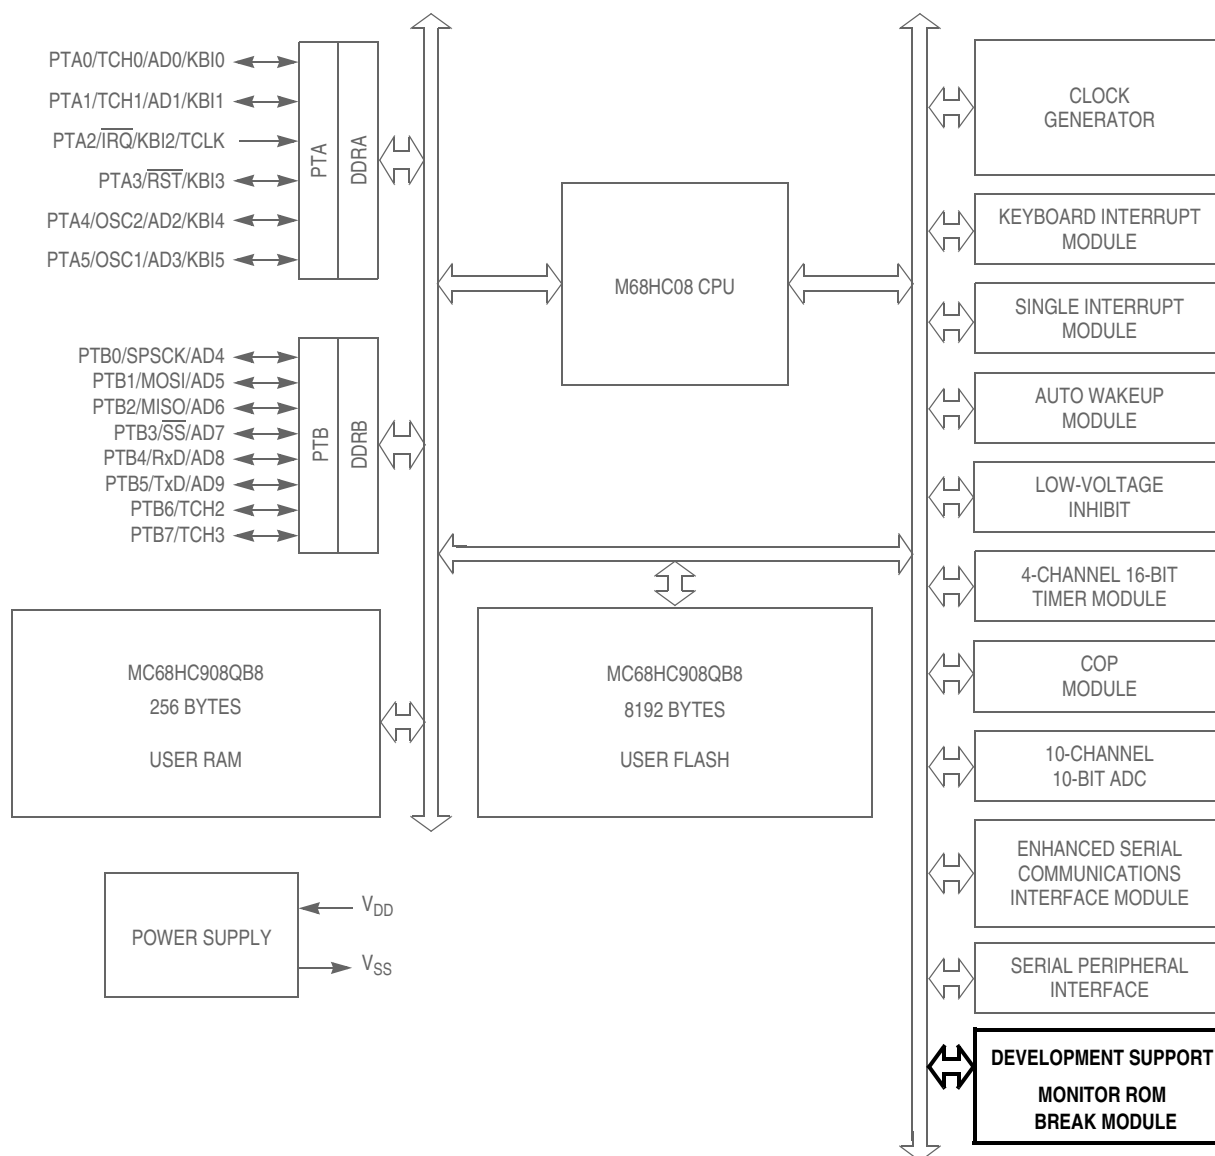 PTA0/TCH0/AD0/KBI0
PTA1/TCH1/AD1/KBI1
PTA2/IRQ/KBI2/TCLK
PTA3/RST/KBI3
PTA4/OSC2/AD2/KBI4
PTA5/OSC1/AD3/KBI5
PTA
DDRA
PTB0/SPSCK/AD4
PTB1/MOSI/AD5
PTB2/MISO/AD6
PTB3/SS/AD7
PTB4/RxD/AD8
PTB5/TxD/AD9
PTB6/TCH2
PTB7/TCH3
PTB
DDRB
M68HC08 CPU
MC68HC908QB8
256 BYTES
USER RAM
MC68HC908QB8
8192 BYTES
USER FLASH
POWER SUPPLY
VDD
VSS
CLOCK
GENERATOR
KEYBOARD INTERRUPT
MODULE
SINGLE INTERRUPT
MODULE
AUTO WAKEUP
MODULE
LOW-VOLTAGE
INHIBIT
4-CHANNEL 16-BIT
TIMER MODULE
COP
MODULE
10-CHANNEL
10-BIT ADC
ENHANCED SERIAL
COMMUNICATIONS
INTERFACE MODULE
SERIAL PERIPHERAL
INTERFACE
DEVELOPMENT SUPPORT
MONITOR ROM
BREAK MODULE